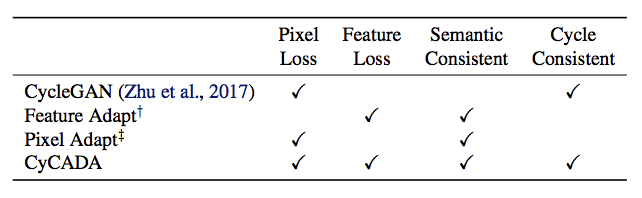 Pixel Feature Semantic Cycle
Loss Loss Consistent Consistent
CycleGAN (Zhu et al., 2017) ✓ ✓
Feature Adapt† ✓ ✓
Pixel Adapt‡ ✓ ✓
CyCADA ✓ ✓ ✓ ✓